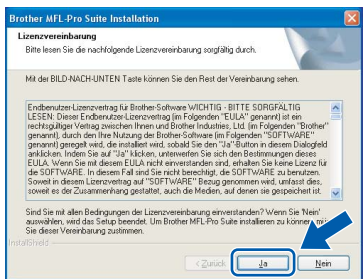 Brother MFL-Pro Suite Installation
Lizenzvereinbarung
Bitte lesen Sie die nachfolgende Lizenzvereinbarung sorgfältig durch.
Mit der BILD-NACH-UNTEN Taste können Sie den Rest der Vereinbarung sehen.
Endbenutzer-Lizenzvertrag für Brother-Software WICHTIG - BITTE SORGFÄLTIG
LESEN: Dieser Endbenutzer-Lizenzvertrag (im Folgenden "EULA" genannt) ist ein
rechtsgültiger Vertrag zwischen Ihnen und Brother Industries, Ltd. (im Folgenden "Brother"
genannt), durch den Ihre Nutzung der Brother-Software (im Folgenden "SOFTWARE"
genannt) geregelt wird, die installiert wird, sobald Sie den "Ja"-Button in diesem Dialogfeld
anklicken. Indem Sie auf "Ja" klicken, unterwerfen Sie sich den Bestimmungen dieses
EULA. Wenn Sie mit diesem EULA nicht einverstanden sind, erhalten Sie keine Lizenz für
die SOFTWARE. In diesem Fall sind Sie nicht berechtigt, die SOFTWARE zu benutzen.
Soweit in diesem Lizenzvertrag auf "SOFTWARE" Bezug genommen wird, umfasst dies,
soweit es der Zusammenhang gestattet, auch die Medien, auf denen sie gespeichert ist.
Sind Sie mit allen Bedingungen der Lizenzvereinbarung einverstanden? Wenn Sie 'Nein'
auswählen, wird das Setup beendet. Um Brother MFL-Pro Suite installieren zu können,
Sie dieser Vereinbarung zustimmen.
InstallShield
< Zurück
Ja
Nein